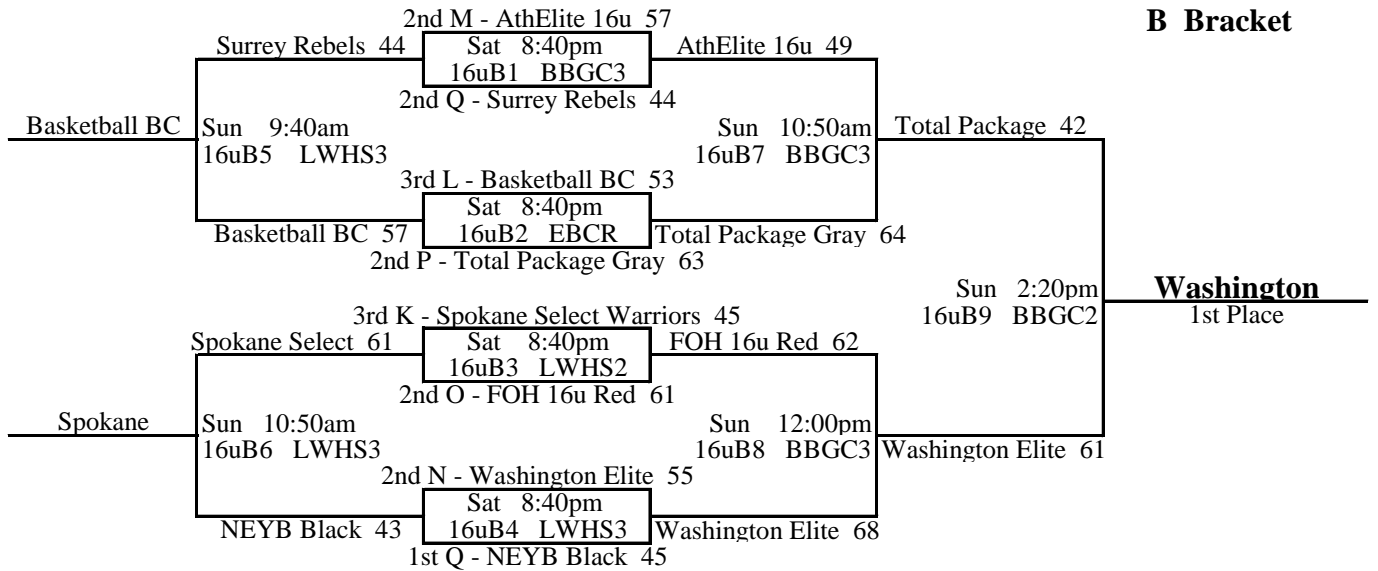 2nd M - AthElite 16u 57
B Bracket
Surrey Rebels 44
Sat 8:40pm
AthElite 16u 49
16uB1 BBGC3
2nd Q - Surrey Rebels 44
Basketball BC
Sun 9:40am
Sun 10:50am
Total Package 42
16uB5 LWHS3
16uB7 BBGC3
3rd L - Basketball BC 53
Sat 8:40pm
Basketball BC 57
16uB2 EBCR
Total Package Gray 64
2nd P - Total Package Gray 63
Sun 2:20pm
Washington
3rd K - Spokane Select Warriors 45
16uB9 BBGC2
1st Place
Spokane Select 61
Sat 8:40pm
FOH 16u Red 62
16uB3 LWHS2
2nd O - FOH 16u Red 61
Spokane
Sun 10:50am
Sun 12:00pm
16uB6 LWHS3
16uB8 BBGC3
Washington Elite 61
2nd N - Washington Elite 55
Sat 8:40pm
NEYB Black 43
16uB4 LWHS3
Washington Elite 68
1st Q - NEYB Black 45